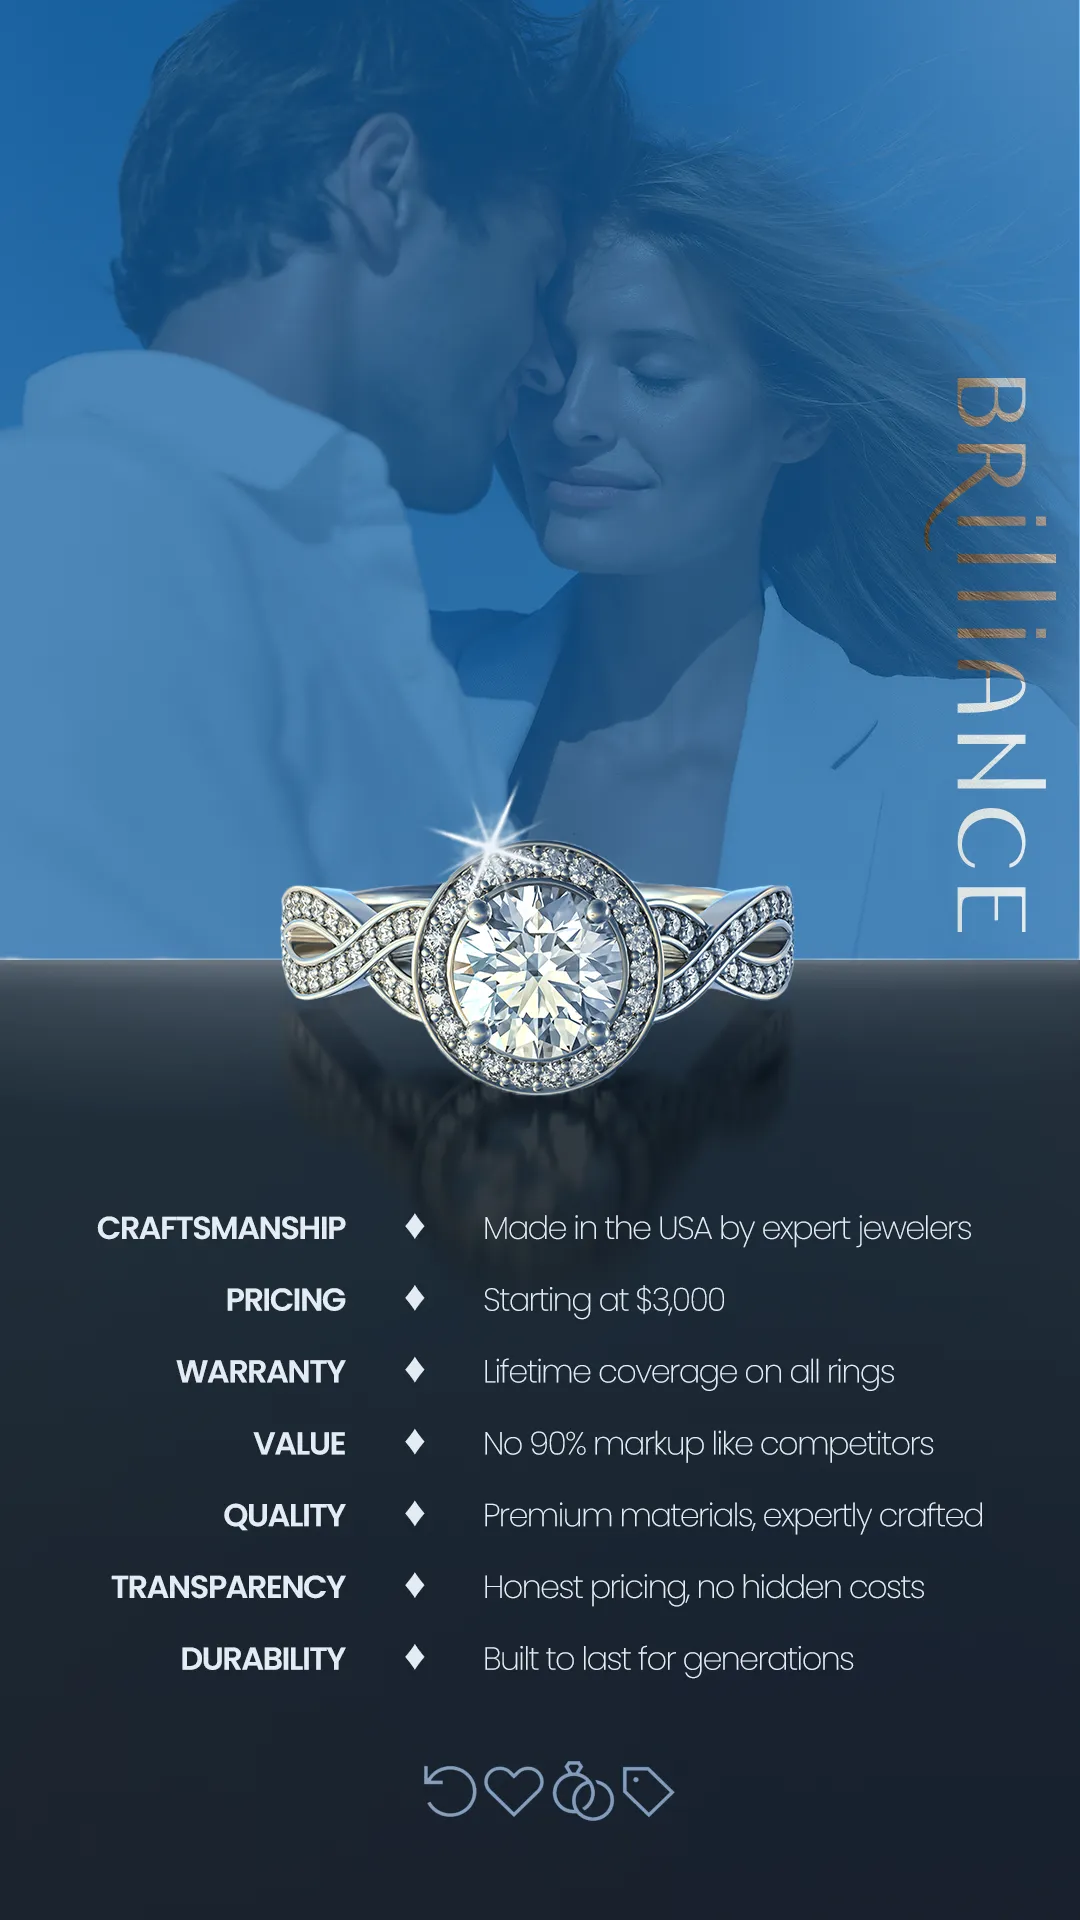 BRilliANCE
CRAFTSMANSHIP ♦ Made in the USA by expert jewelers
PRICING ♦ Starting at $3,000
WARRANTY ♦ Lifetime coverage on all rings
VALUE ♦ No 90% markup like competitors
QUALITY ♦ Premium materials, expertly crafted
TRANSPARENCY ♦ Honest pricing, no hidden costs
DURABILITY ♦ Built to last for generations